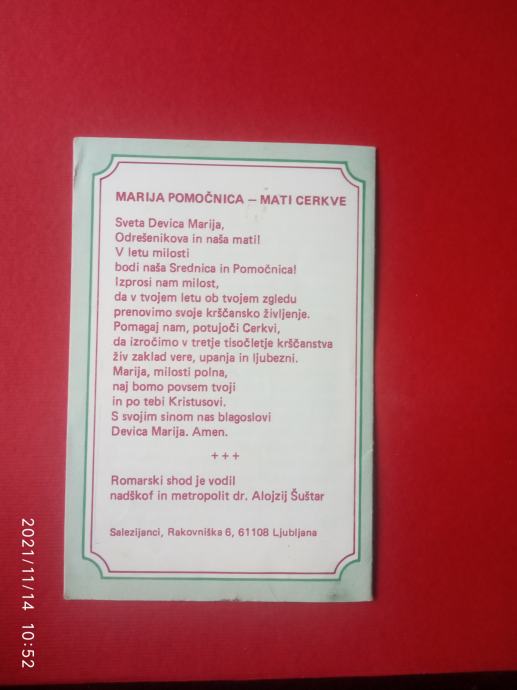 MARIJA POMOČNICA – MATI CERKVE
Sveta Devica Marija,
Odrešenikova in naša mati!
V letu milosti
bodi naša Srednica in Pomočnica!
Izprosi nam milost,
da v tvojem letu ob tvojem zgledu
prenovimo svoje krščansko življenje.
Pomagaj nam, potujoči Cerkvi,
da izročimo v tretje tisočletje krščanstva
živ zaklad vere, upanja in ljubezni.
Marija, milosti polna,
naj bomo povsem tvoji
in po tebi Kristusovi.
S svojim sinom nas blagoslovi
Devica Marija. Amen.
+++
Romarski shod je vodil
nadškof in metropolit dr. Alojzij Šuštar
Salezijanci, Rakovniška 6, 61108 Ljubljana
2021/11/14 10:52